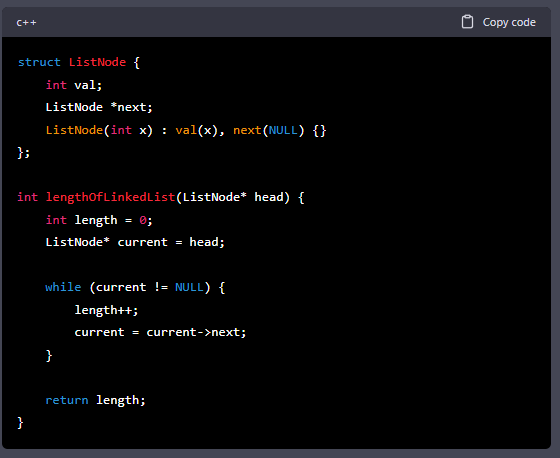 c++ Copy code
struct ListNode {
    int val;
    ListNode *next;
    ListNode(int x) : val(x), next(NULL) {}
};
int lengthOfLinkedList(ListNode* head) {
    int length = 0;
    ListNode* current = head;
    while (current != NULL) {
        length++;
        current = current->next;
    }
    return length;
}